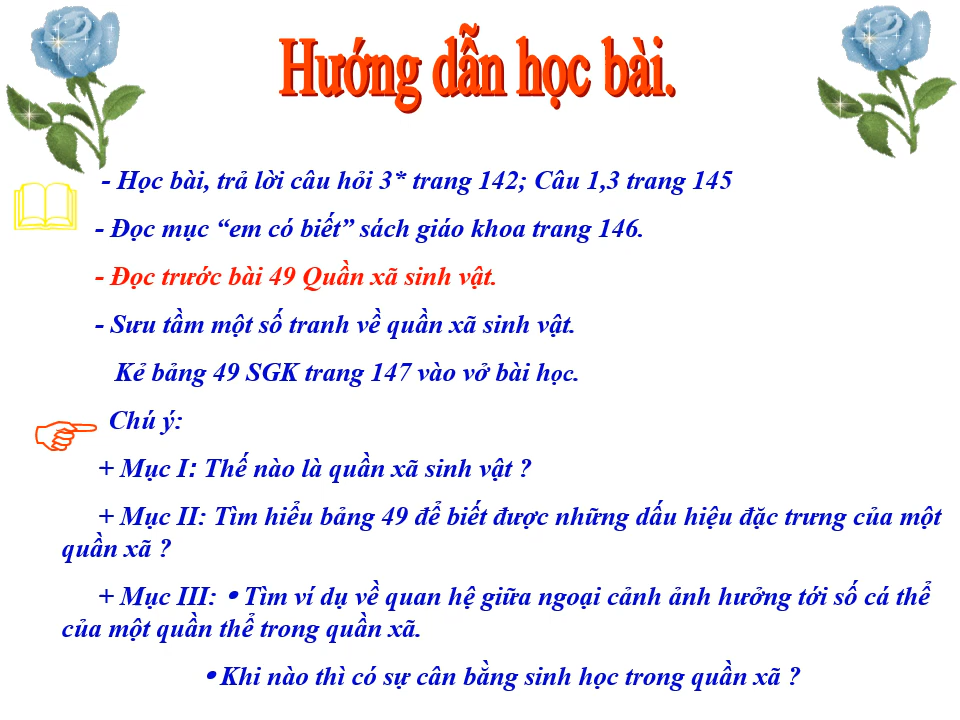 Hướng dẫn học bài.
- Học bài, trả lời câu hỏi 3* trang 142; Câu 1,3 trang 145
- Đọc mục “em có biết” sách giáo khoa trang 146.
- Đọc trước bài 49 Quần xã sinh vật.
- Sưu tầm một số tranh về quần xã sinh vật.
Kẻ bảng 49 SGK trang 147 vào vở bài học.
Chú ý:
+ Mục I: Thế nào là quần xã sinh vật ?
+ Mục II: Tìm hiểu bảng 49 để biết được những dấu hiệu đặc trưng của một
quần xã ?
+ Mục III: • Tìm ví dụ về quan hệ giữa ngoại cảnh ảnh hưởng tới số cá thể
của một quần thể trong quần xã.
• Khi nào thì có sự cân bằng sinh học trong quần xã ?